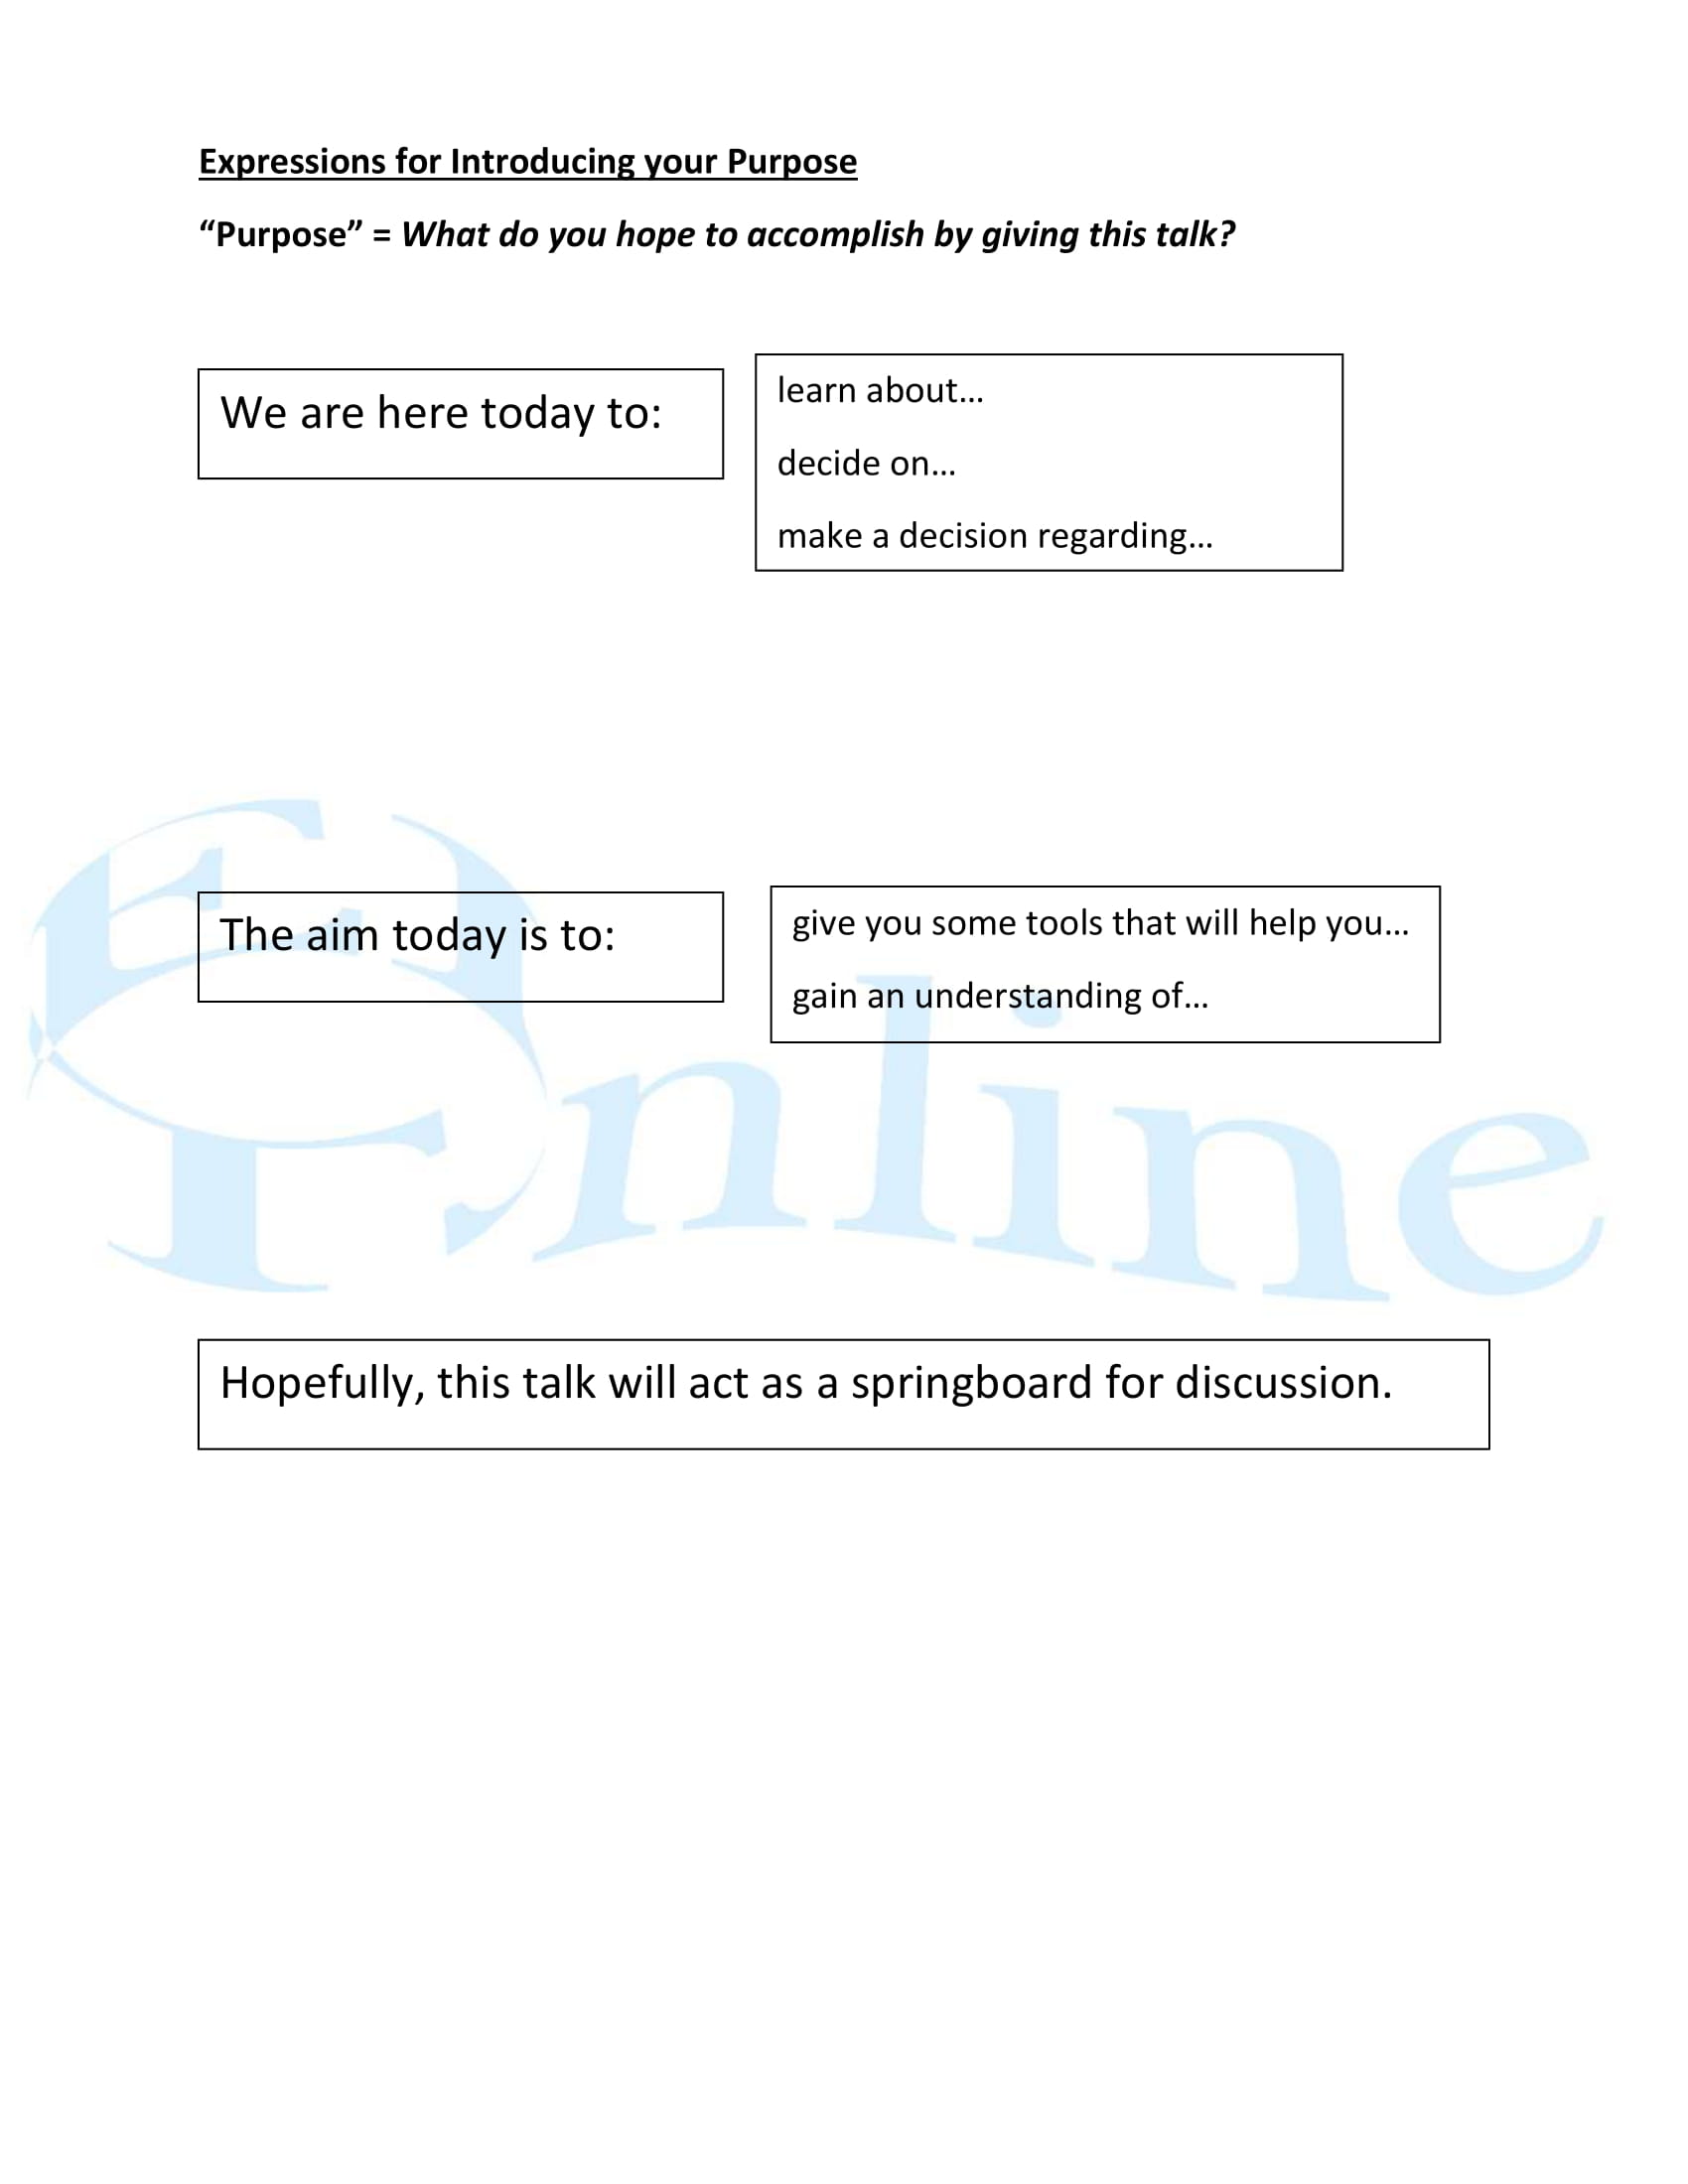 Expressions for Introducing your Purpose
“Purpose” = What do you hope to accomplish by giving this talk?
We are here today to:
learn about...
decide on...
make a decision regarding...
The aim today is to:
give you some tools that will help you...
gain an understanding of...
Online
Hopefully, this talk will act as a springboard for discussion.